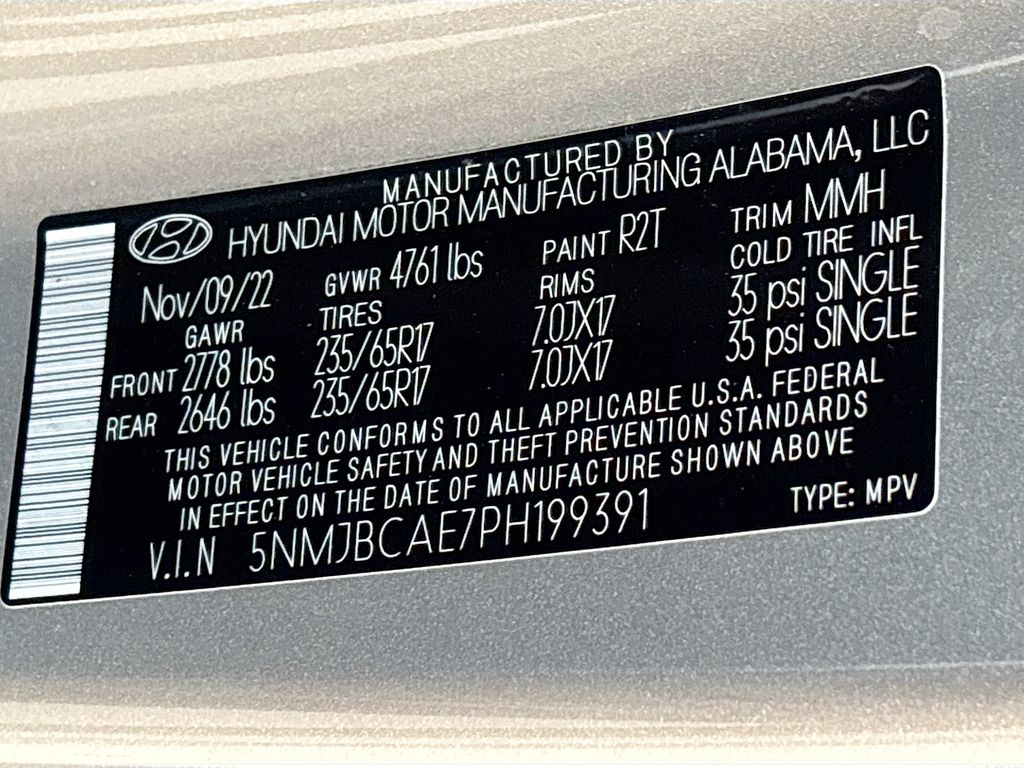 MANUFACTURED BY
HYUNDAI MOTOR MANUFACTURING ALABAMA, LLC
Nov/09/22 GVWR 4761 lbs PAINT R2T TRIM MMH
GAWR TIRES RIMS COLD TIRE INFL
FRONT 2778 lbs 235/65R17 7.0JX17 35 psi SINGLE
REAR 2646 lbs 235/65R17 7.0JX17 35 psi SINGLE
THIS VEHICLE CONFORMS TO ALL APPLICABLE U.S.A. FEDERAL
MOTOR VEHICLE SAFETY AND THEFT PREVENTION STANDARDS
IN EFFECT ON THE DATE OF MANUFACTURE SHOWN ABOVE
V.I.N 5NMJBCAE7PH199391 TYPE: MPV